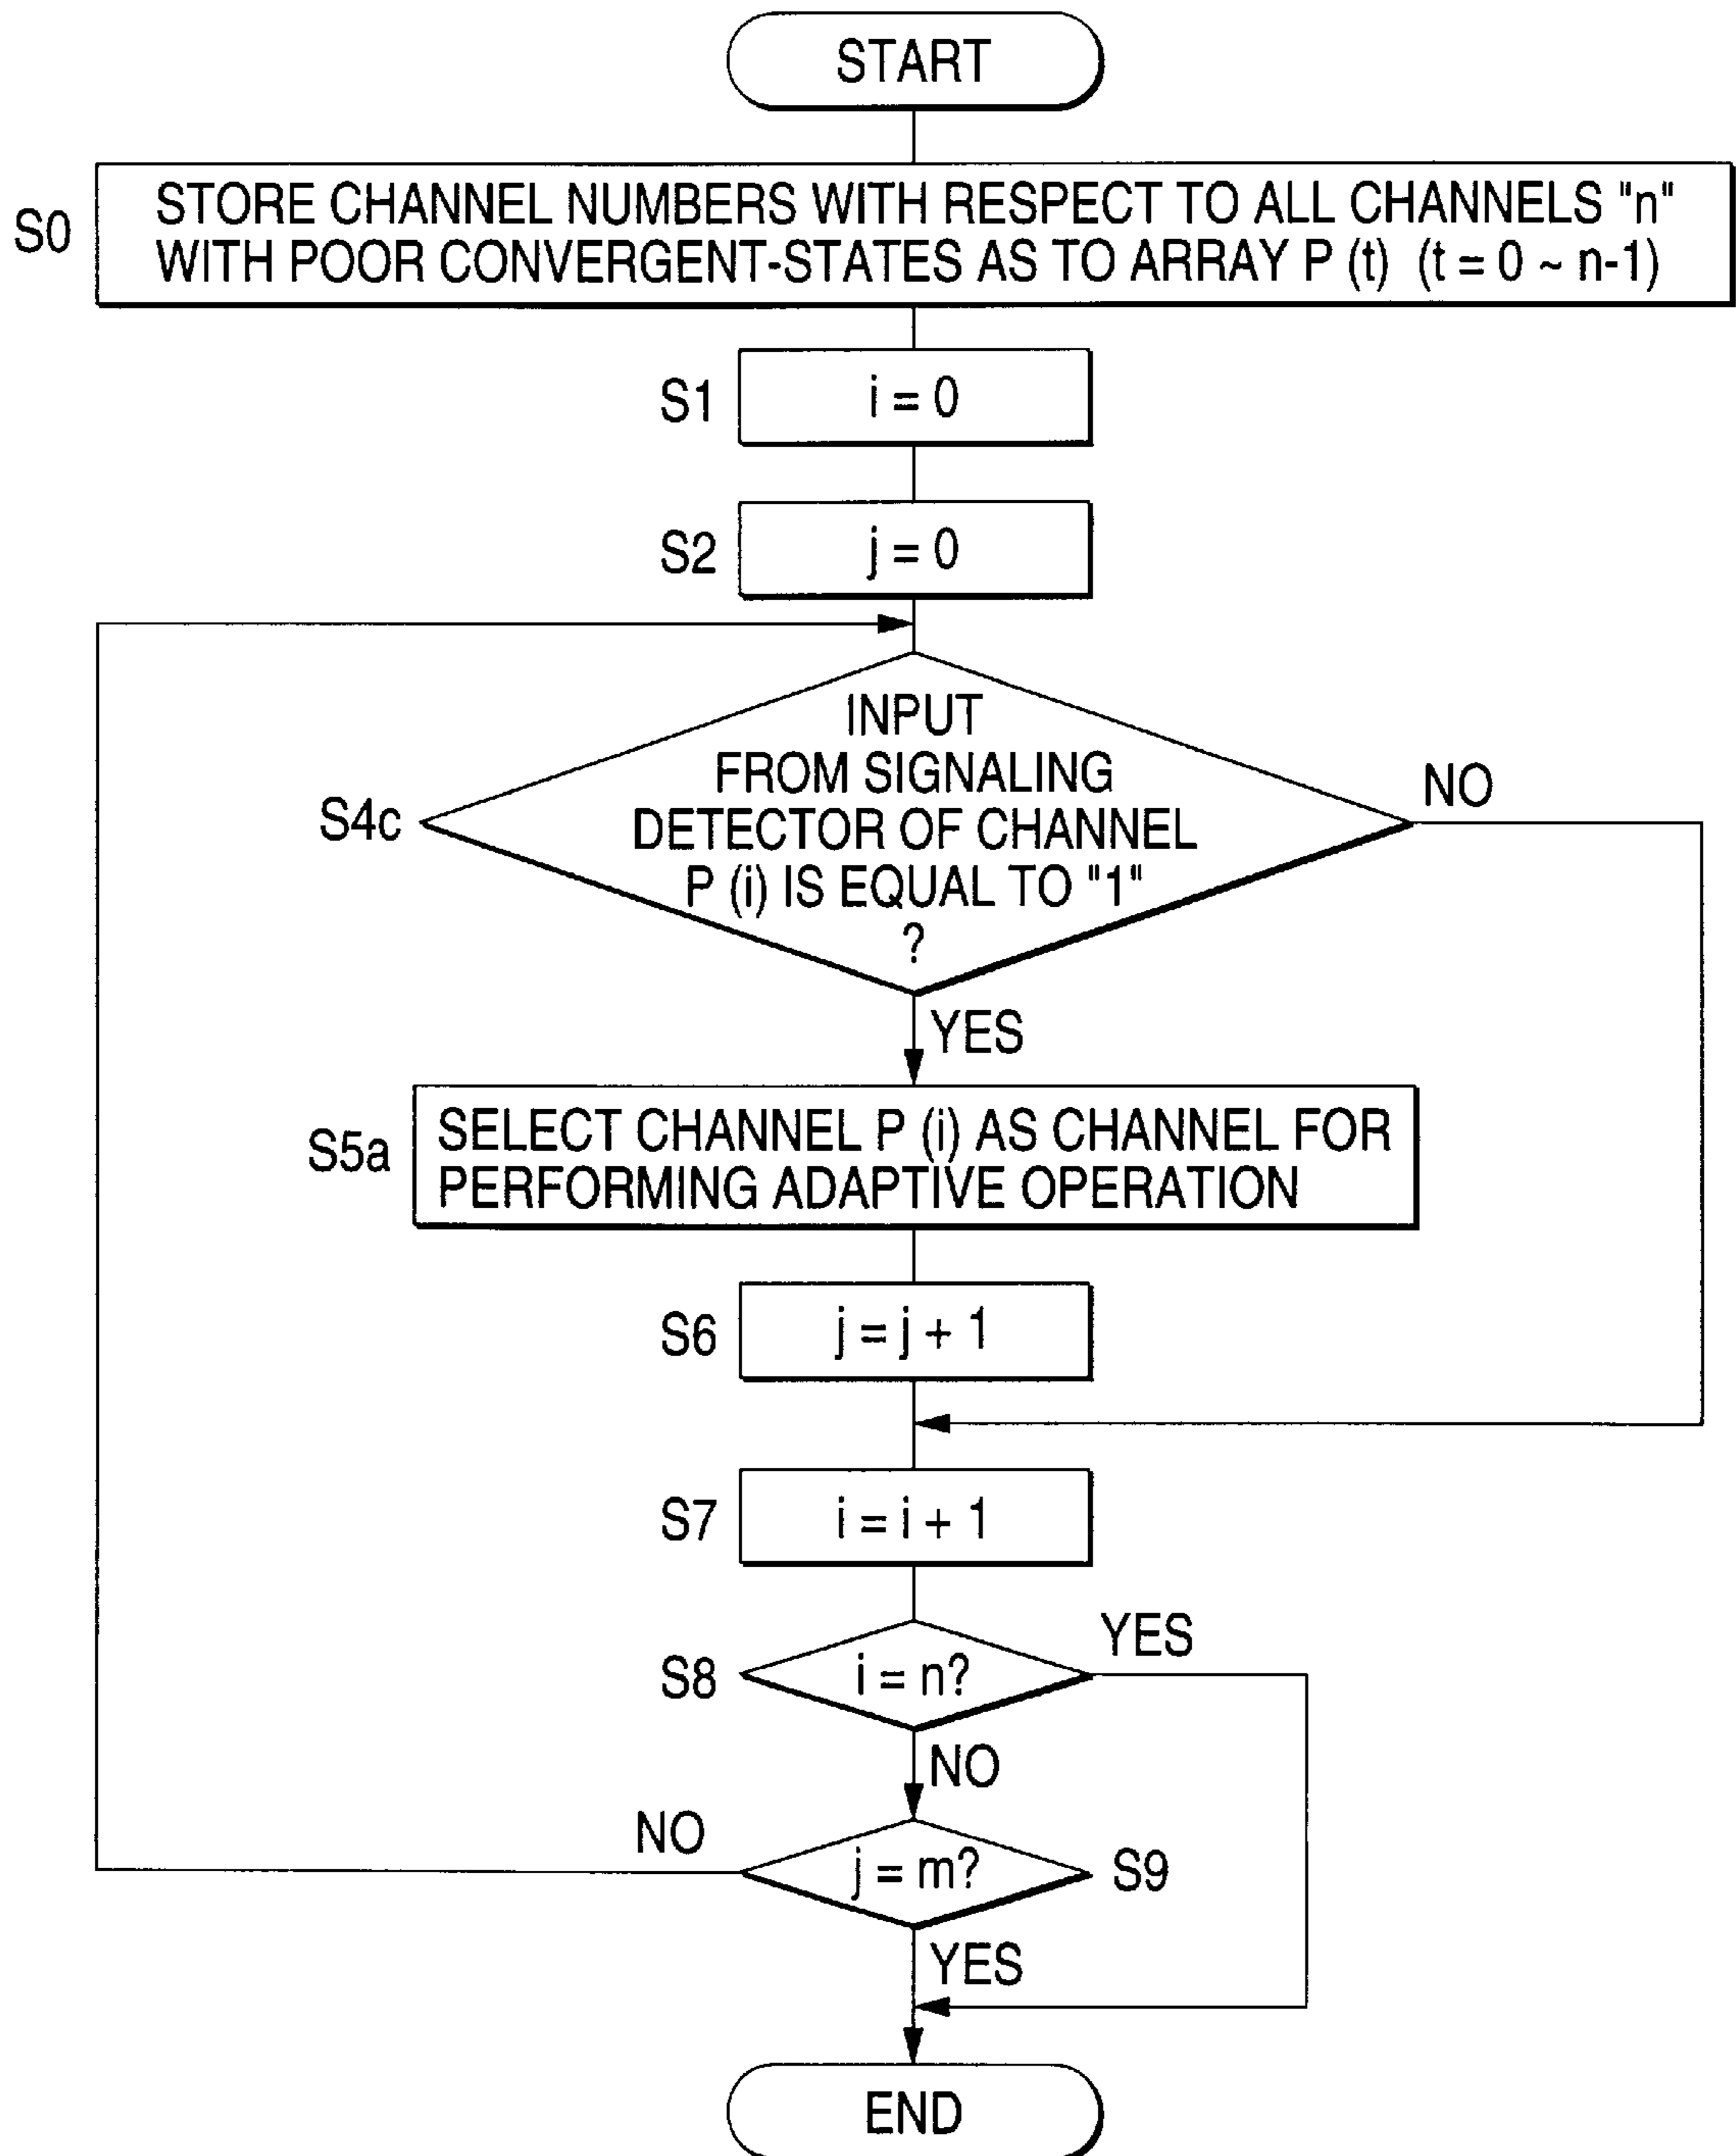 START
S0
STORE CHANNEL NUMBERS WITH RESPECT TO ALL CHANNELS "n"
WITH POOR CONVERGENT-STATES AS TO ARRAY P (t) (t = 0 ~ n-1)
S1
i = 0
S2
j = 0
S4c
INPUT
FROM SIGNALING
DETECTOR OF CHANNEL
P (i) IS EQUAL TO "1"
?
NO
YES
S5a
SELECT CHANNEL P (i) AS CHANNEL FOR
PERFORMING ADAPTIVE OPERATION
S6
j = j + 1
S7
i = i + 1
S8
i = n?
YES
NO
NO
j = m?
S9
YES
END